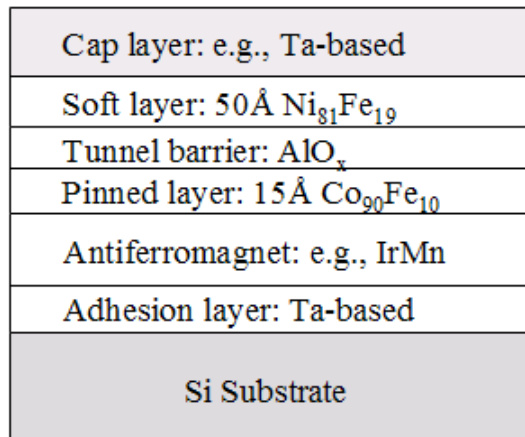 Cap layer: e.g., Ta-based
Soft layer: 50Å Ni₈₁Fe₁₉
Tunnel barrier: AlOₓ
Pinned layer: 15Å Co₉₀Fe₁₀
Antiferromagnet: e.g., IrMn
Adhesion layer: Ta-based
Si Substrate